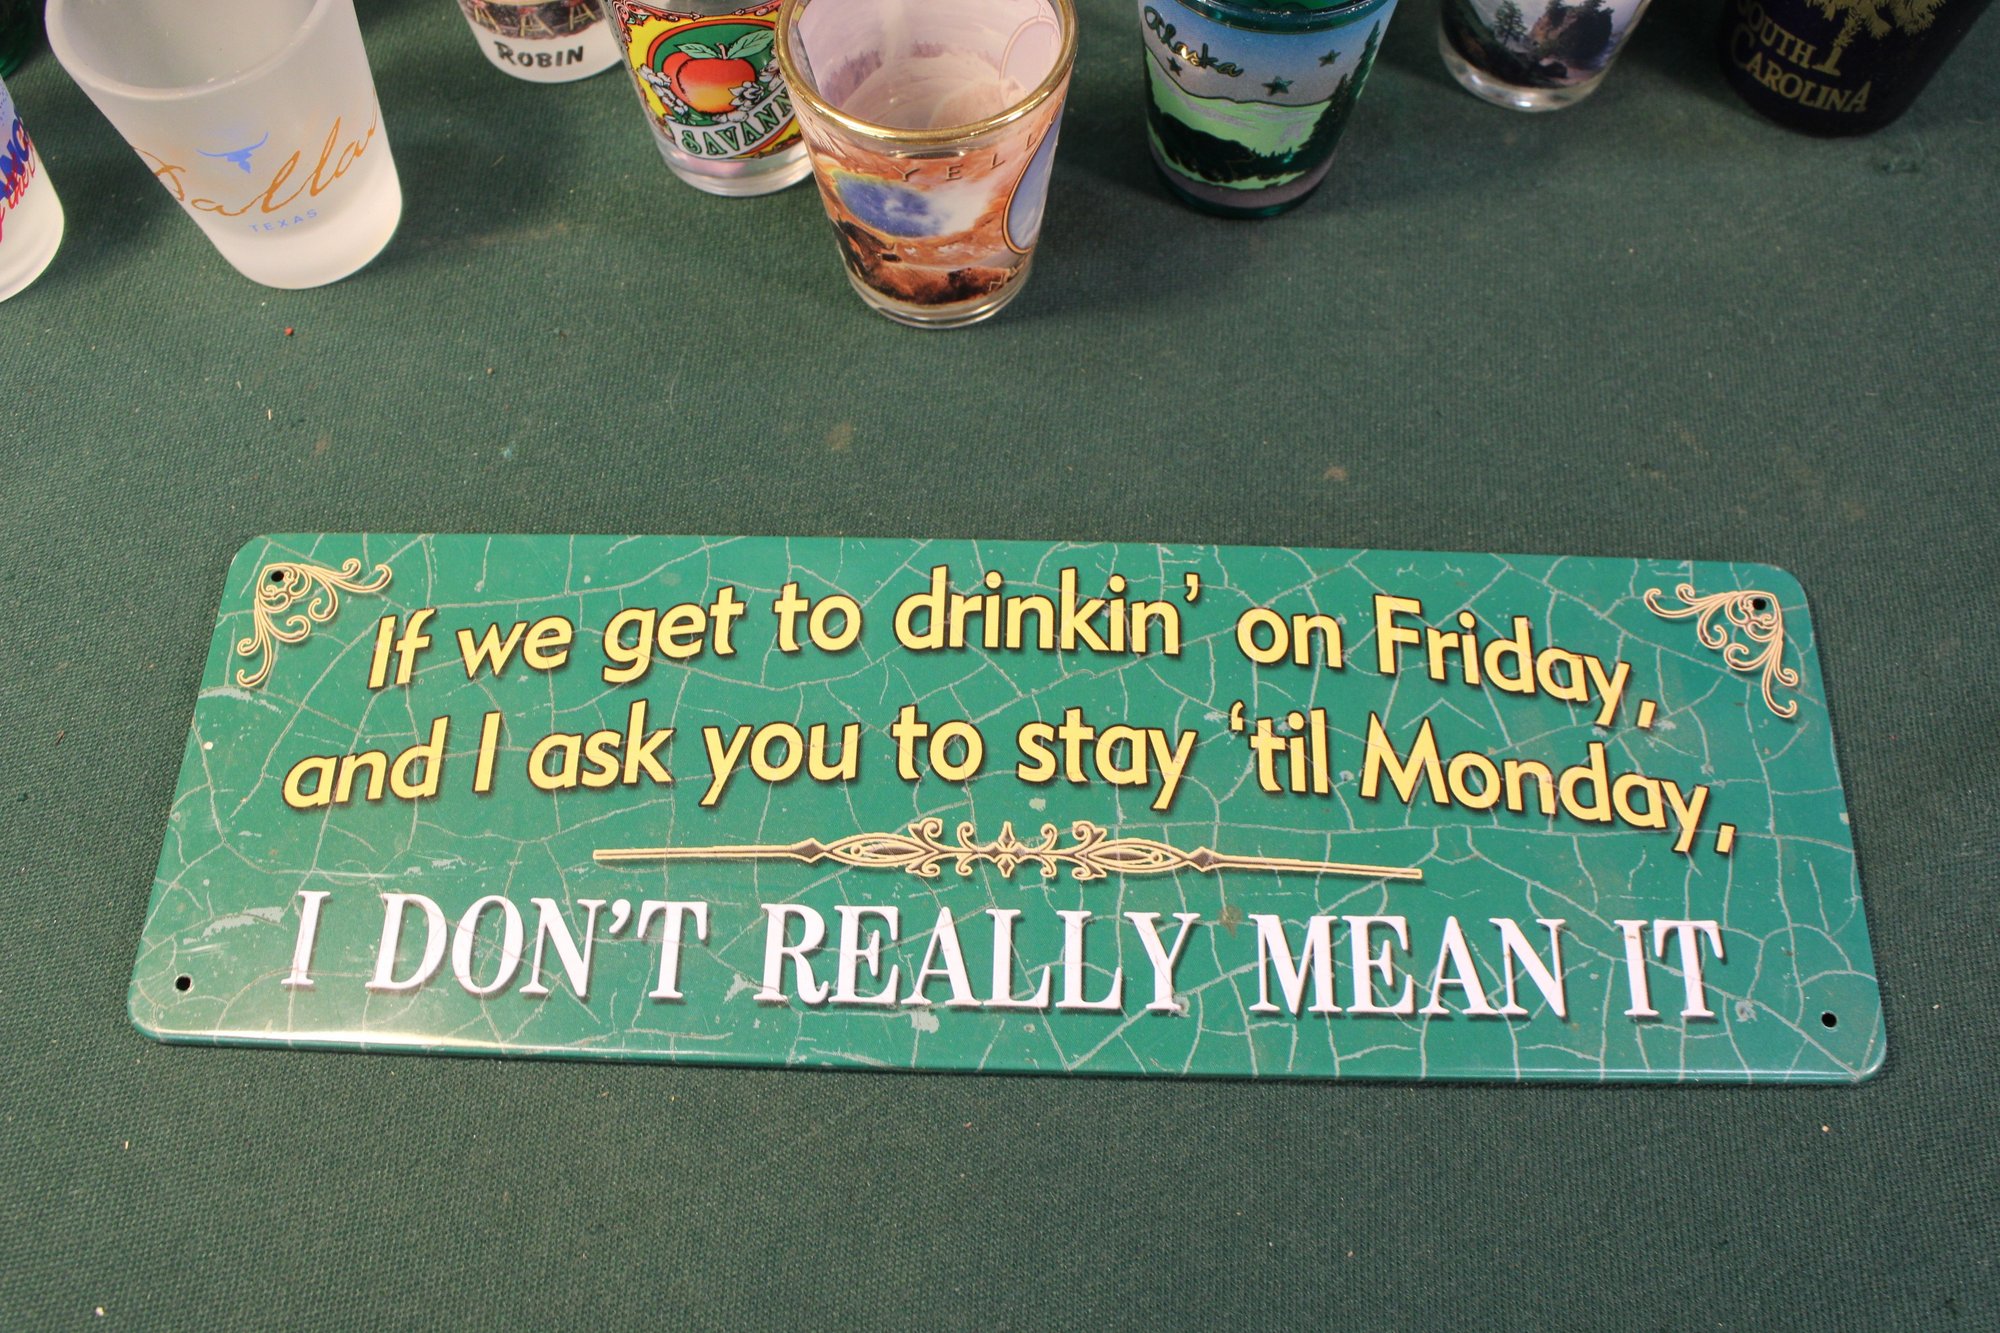 ROBIN
Dallas
TEXAS
Alaska
SOUTH
CAROLINA
If we get to drinkin' on Friday,
and I ask you to stay 'til Monday,
I DON'T REALLY MEAN IT